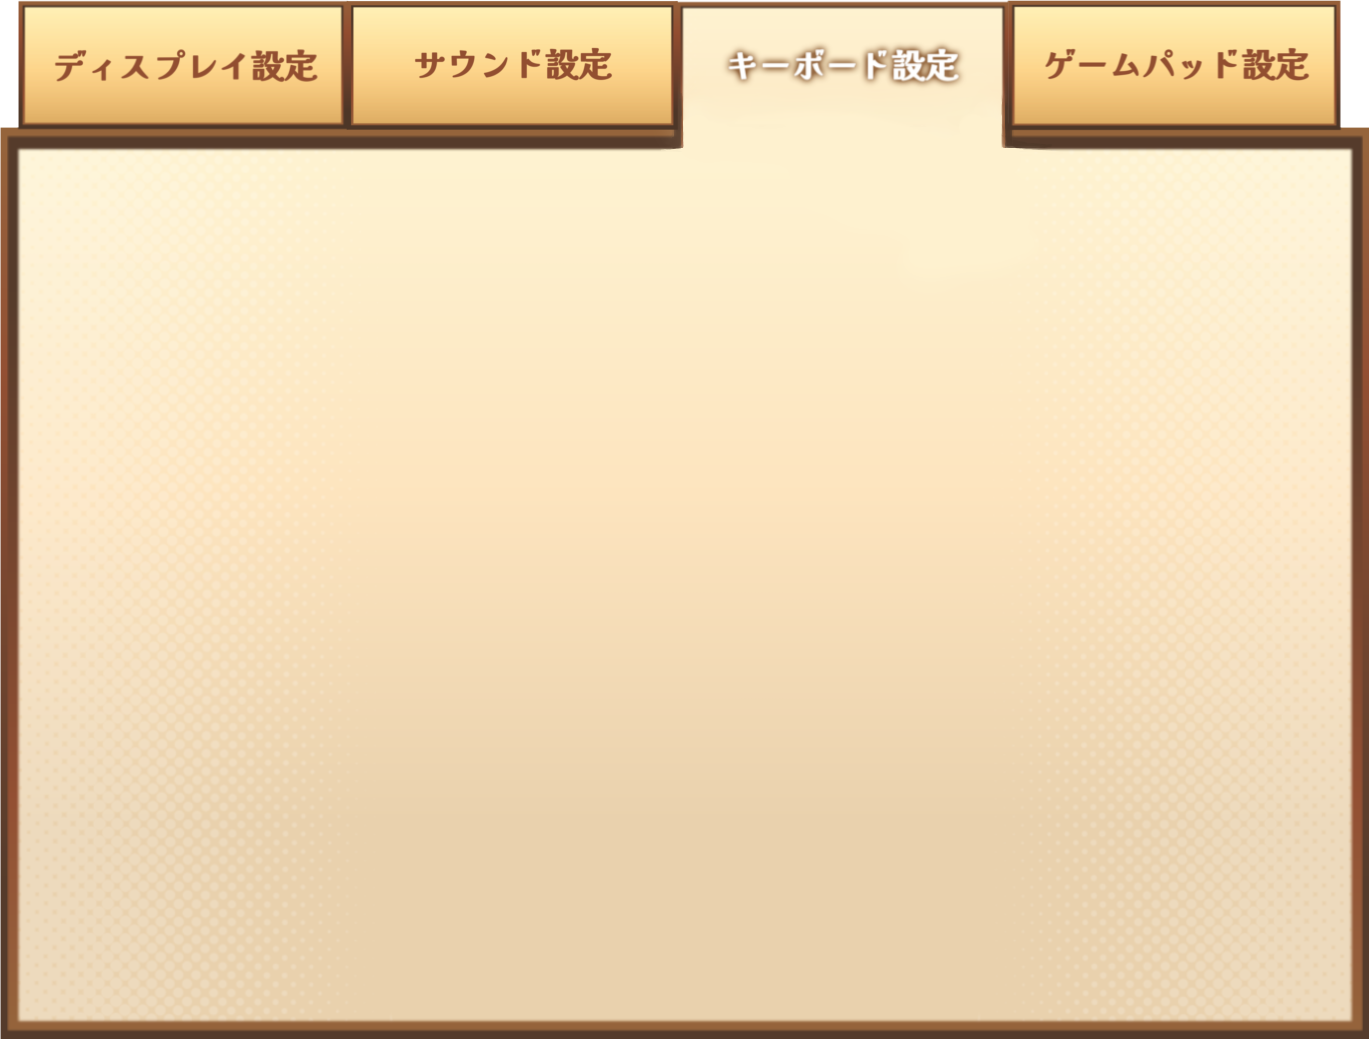 ディスプレイ設定
サウンド設定
キーボード設定
ゲームパッド設定